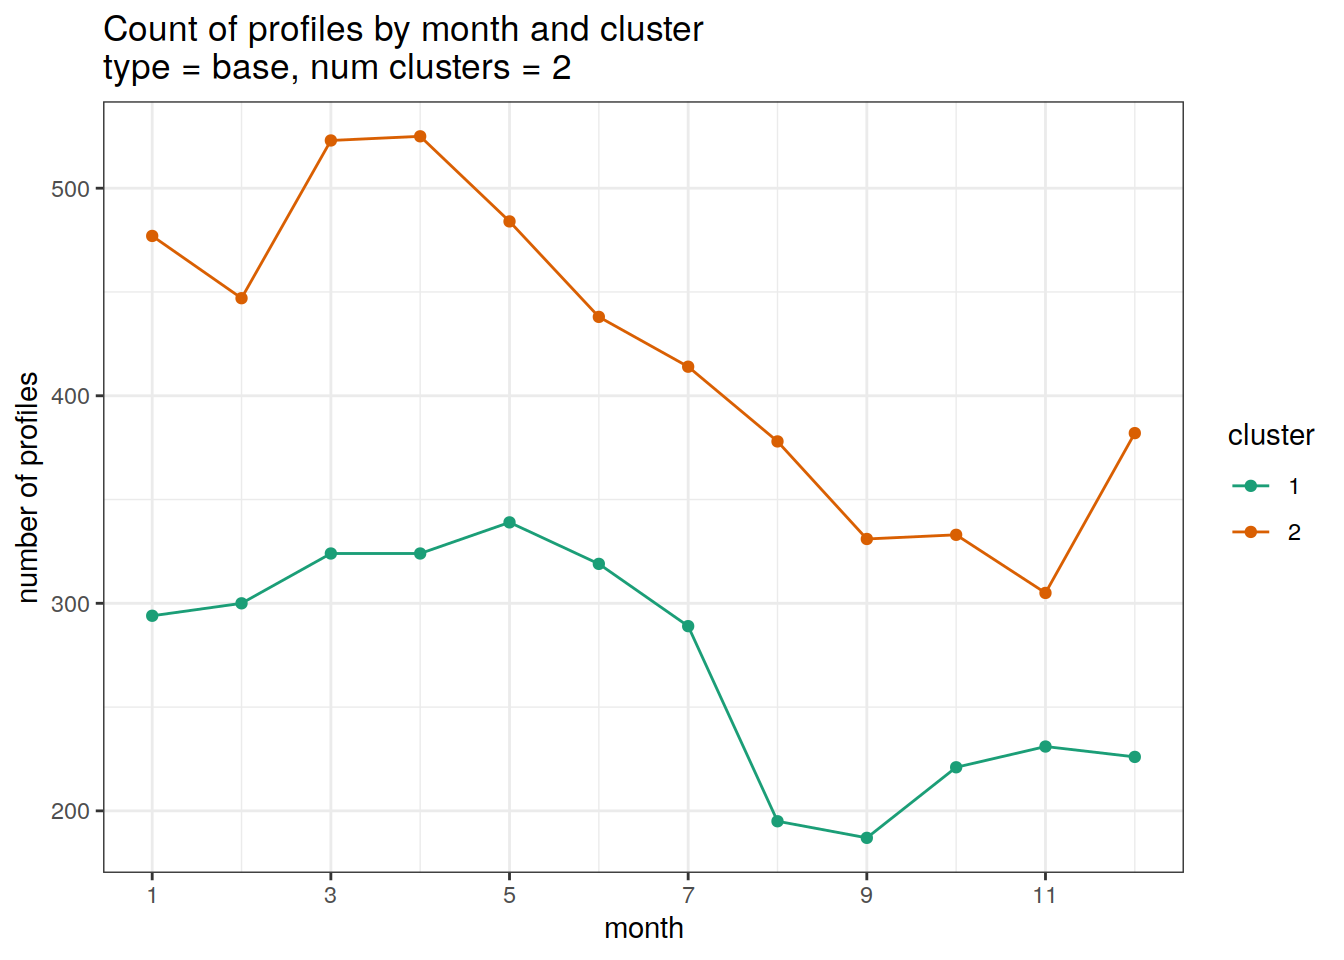 Count of profiles by month and cluster
type = base, num clusters = 2
number of profiles
500
400
300
200
1 3 5 7 9 11
month
cluster
1
2